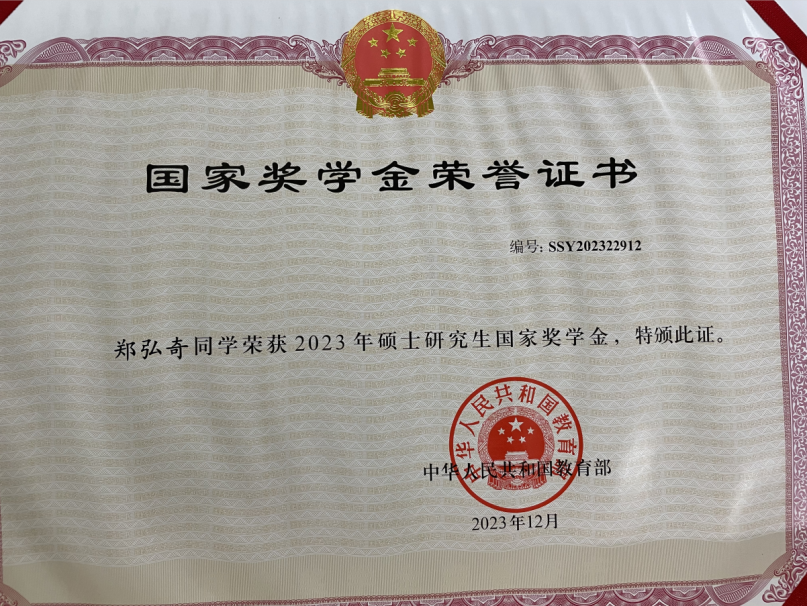 国家奖学金荣誉证书
编号: SSY202322912
郑弘奇同学荣获2023年硕士研究生国家奖学金，特颁此证。
中华人民共和国教育部
中华人民共和国教育部
2023年12月